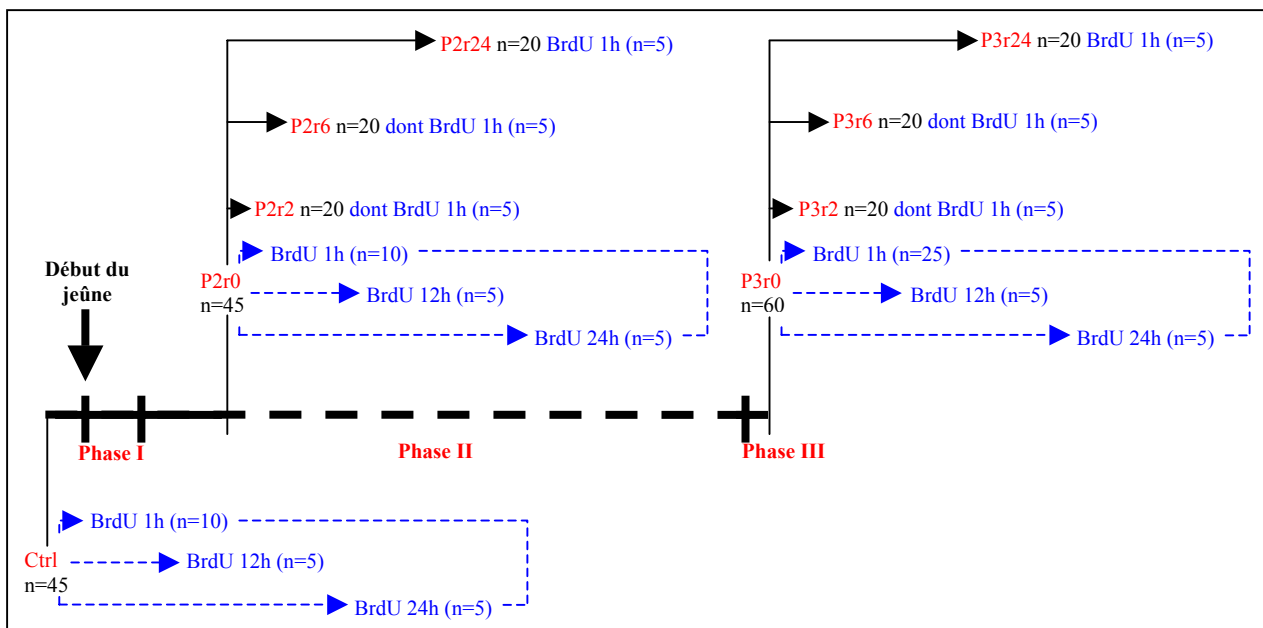 P2r24 n=20 BrdU 1h (n=5)
P3r24 n=20 BrdU 1h (n=5)
P2r6 n=20 dont BrdU 1h (n=5)
P3r6 n=20 dont BrdU 1h (n=5)
P2r2 n=20 dont BrdU 1h (n=5)
P3r2 n=20 dont BrdU 1h (n=5)
Début du
jeûne
BrdU 1h (n=10)
P2r0
n=45
BrdU 12h (n=5)
BrdU 24h (n=5)
BrdU 1h (n=25)
P3r0
n=60
BrdU 12h (n=5)
BrdU 24h (n=5)
Phase I
Phase II
Phase III
BrdU 1h (n=10)
Ctrl
n=45
BrdU 12h (n=5)
BrdU 24h (n=5)